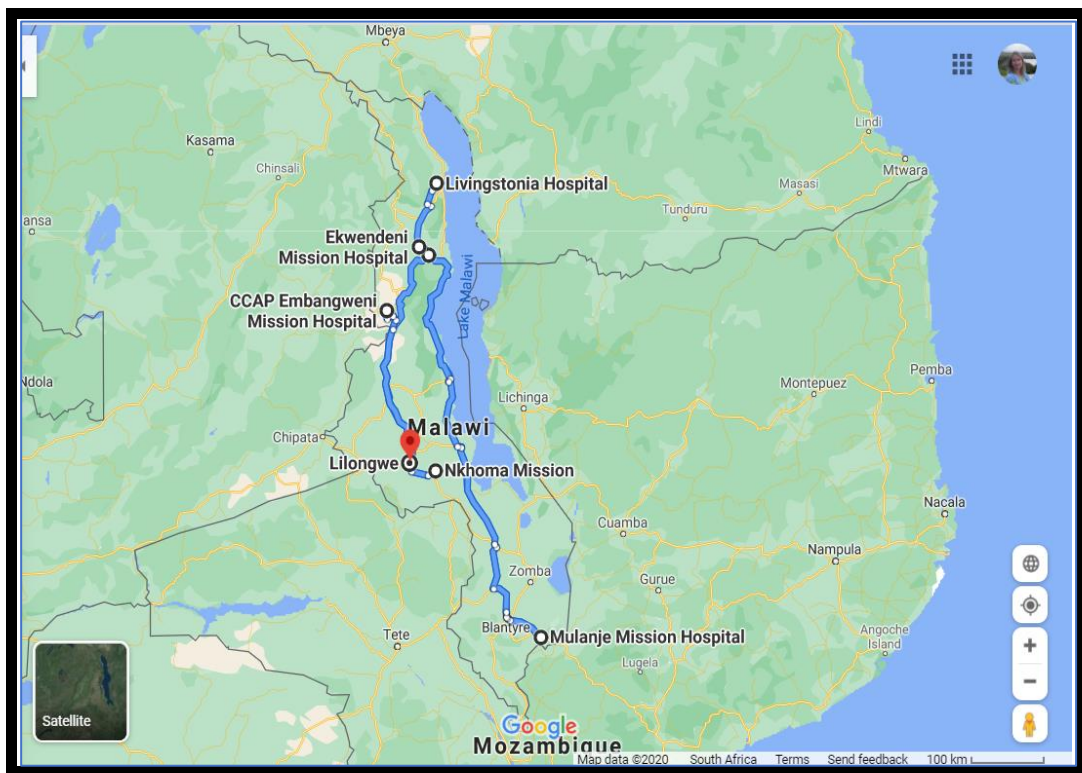 Mbeya
Lindi
Kasama
Mtwara
Chinsali
Livingstonia Hospital
Masasi
Tunduru
ansa
Ekwendeni
Mission Hospital
Lake Malawi
CCAP Embangweni
Mission Hospital
Ndola
Pemba
Montepuez
Lichinga
Malawi
Chipata
Lilongwe
Nkhoma Mission
Nacala
Cuamba
Nampula
Zomba
Gurue
Blantyre
Mulanje Mission Hospital
Tete
Angoche
Island
Lugela
Satellite
Google
Mozambique
Map data ©2020 South Africa Terms Send feedback 100 km